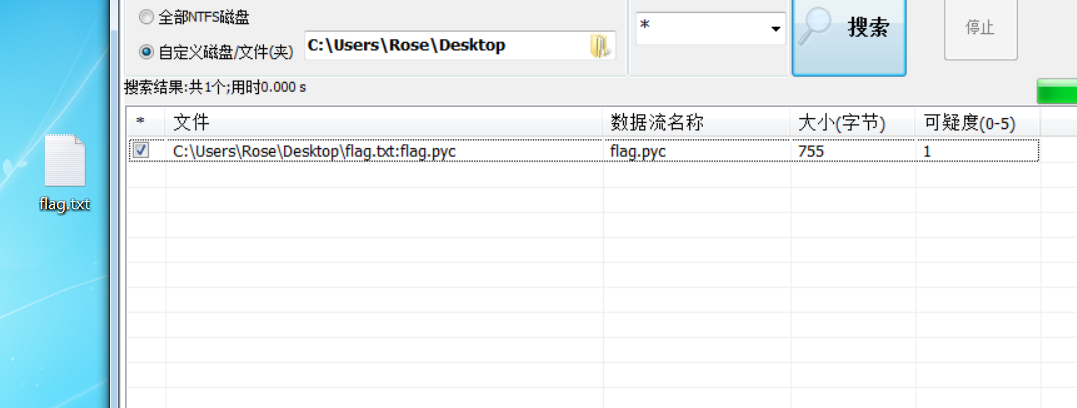 全部NTFS磁盘
自定义磁盘/文件(夹) C:\Users\Rose\Desktop * 搜索 停止
搜索结果:共1个;用时0.000 s
* 文件 数据流名称 大小(字节) 可疑度(0-5)
C:\Users\Rose\Desktop\flag.txt:flag.pyc flag.pyc 755 1
flag.txt